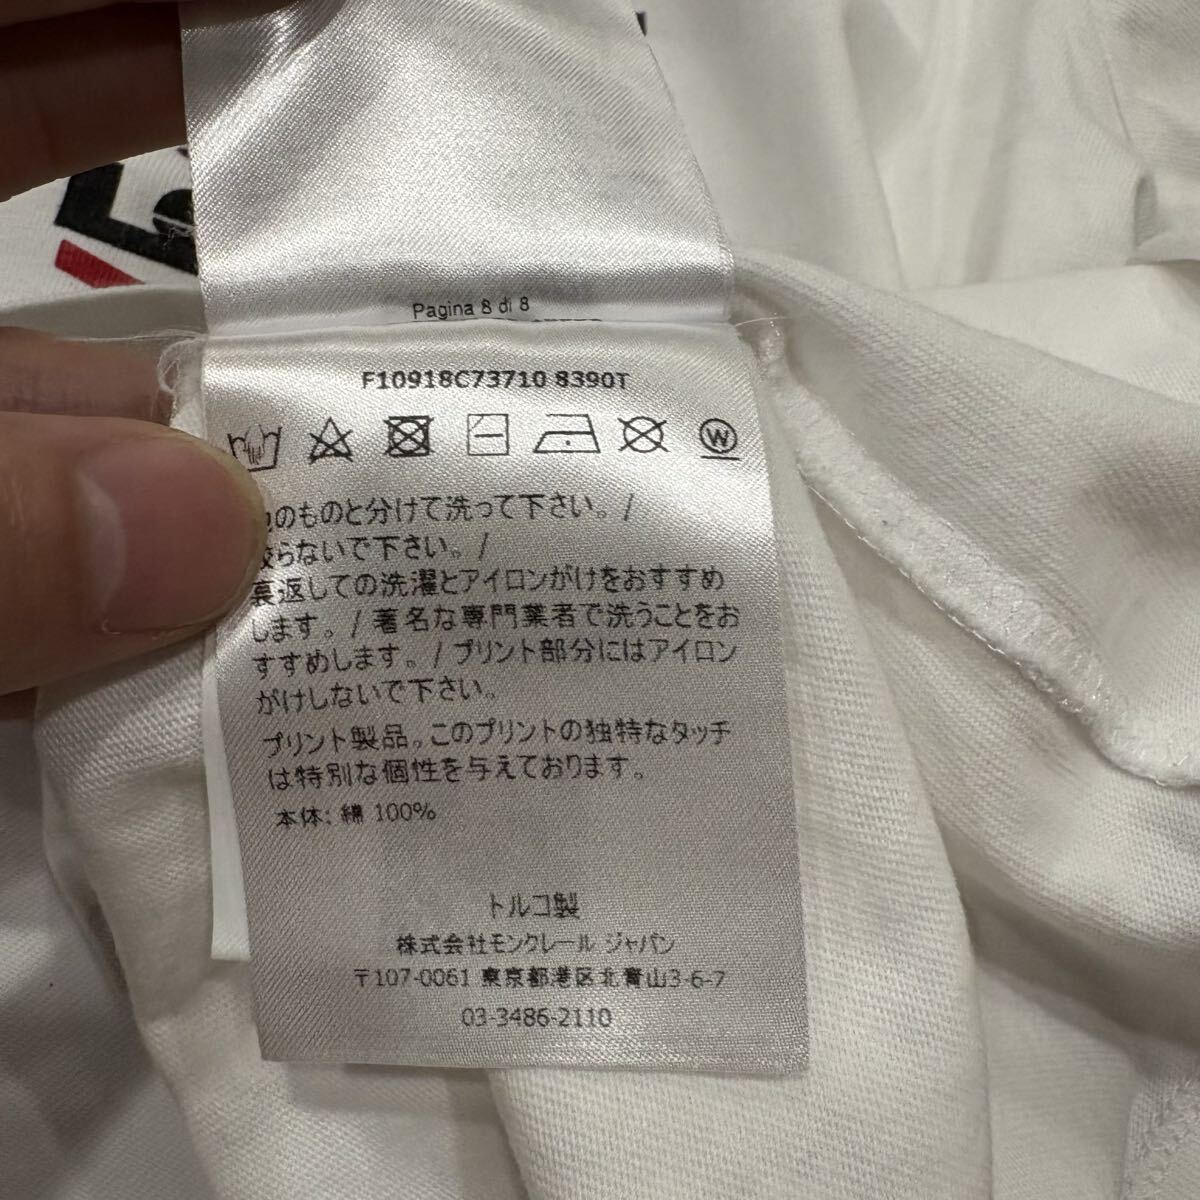 Pagina 8 di 8
F10918C73710 8390T
W
のものと分けて洗って下さい。/
絞らないで下さい。/
裏返しての洗濯とアイロンがけをおすすめ
します。/ 著名な専門業者で洗うことをお
すすめします。/ プリント部分にはアイロン
がけしないで下さい。
プリント製品。このプリントの独特なタッチ
は特別な個性を与えております。
本体: 綿 100%
トルコ製
株式会社モンクレール ジャパン
〒107-0061 東京都港区北青山3-6-7
03-3486-2110